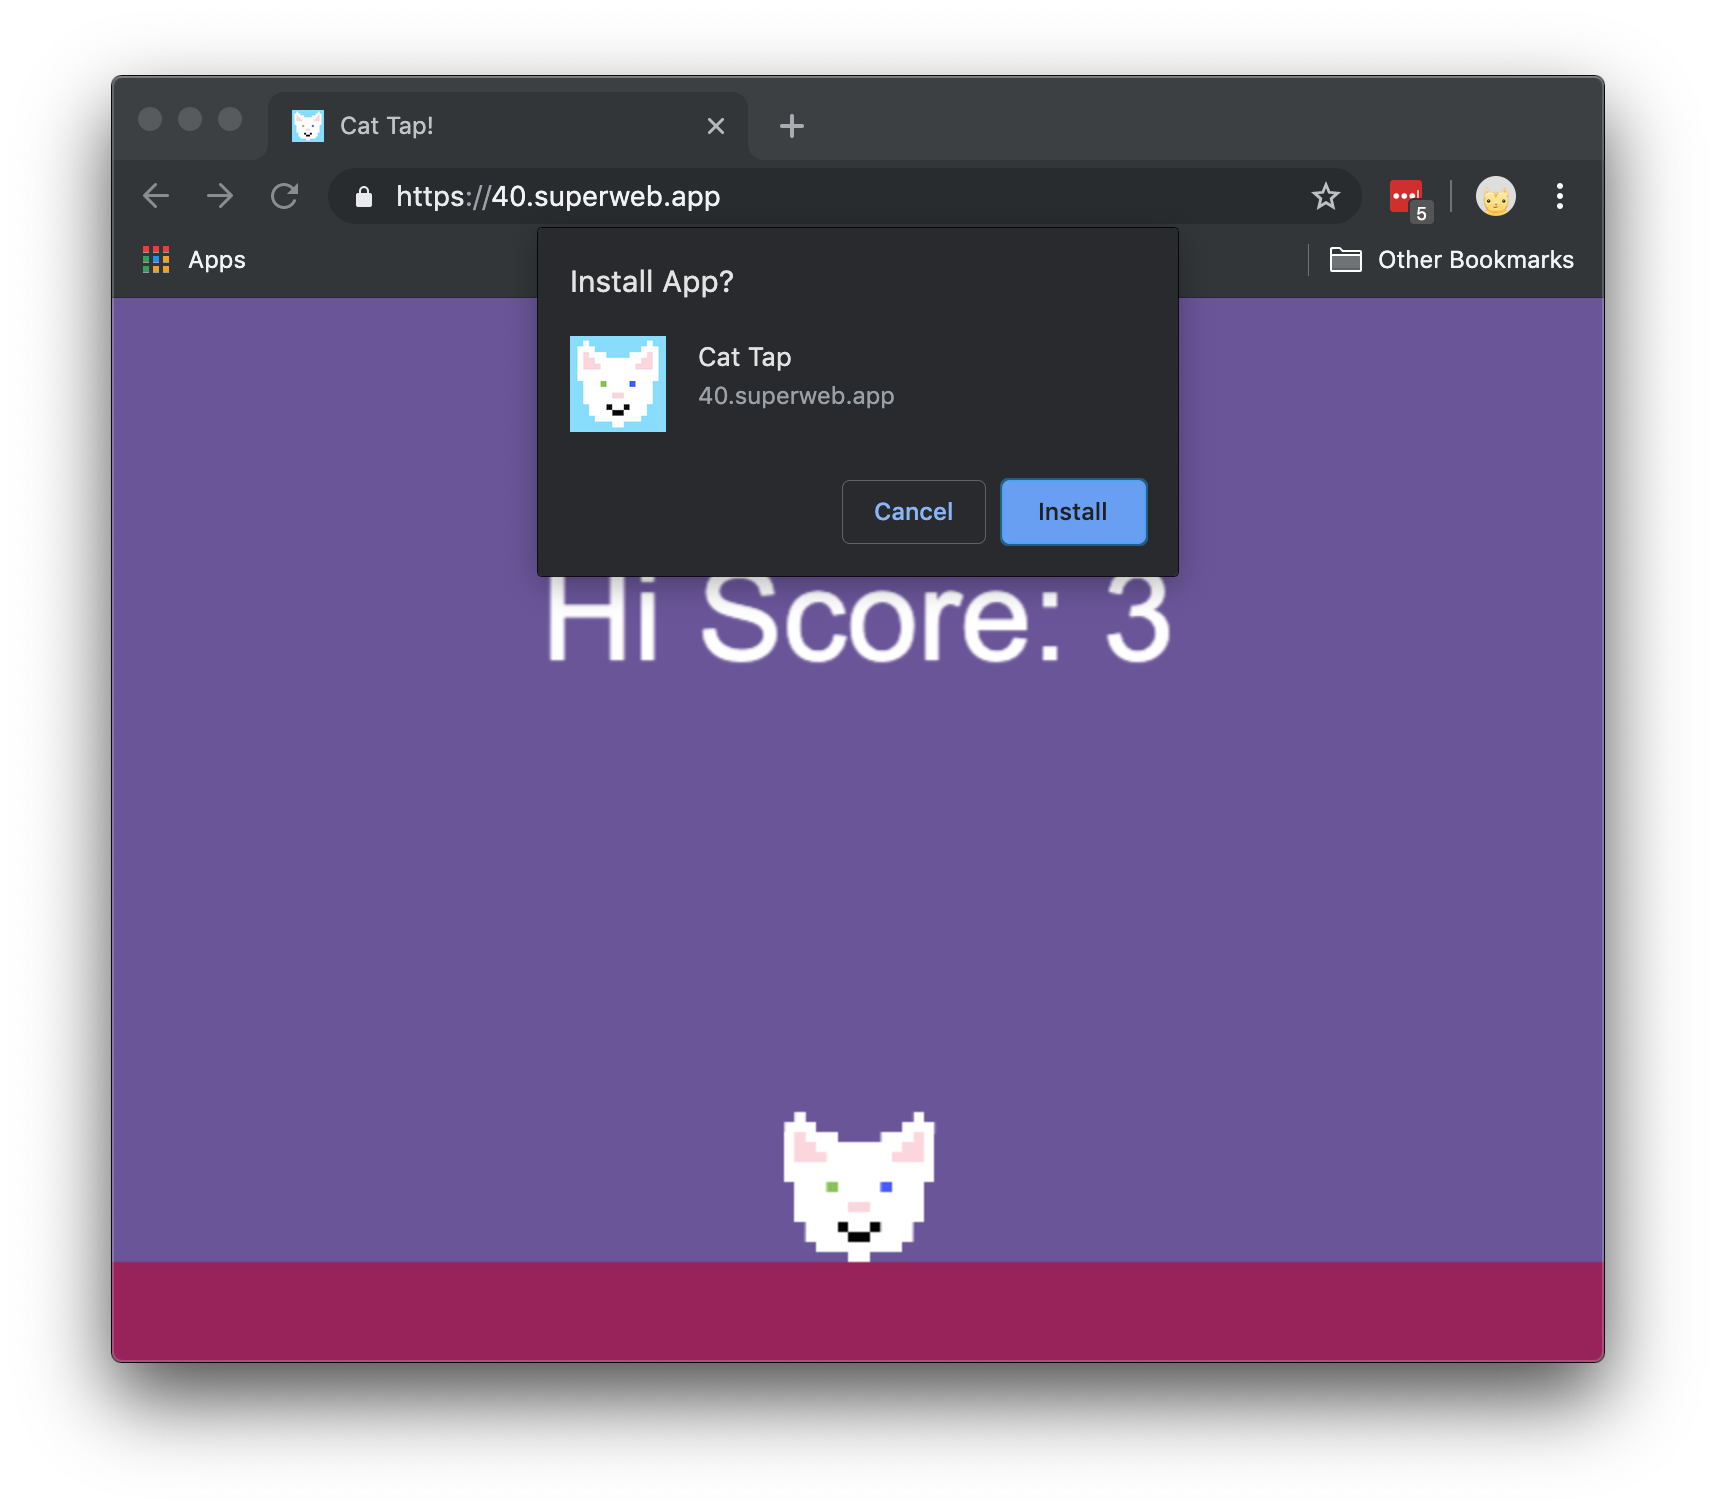 Cat Tap!
https://40.superweb.app
5
Apps
Other Bookmarks
Install App?
Cat Tap
40.superweb.app
Cancel
Install
Hi Score: 3